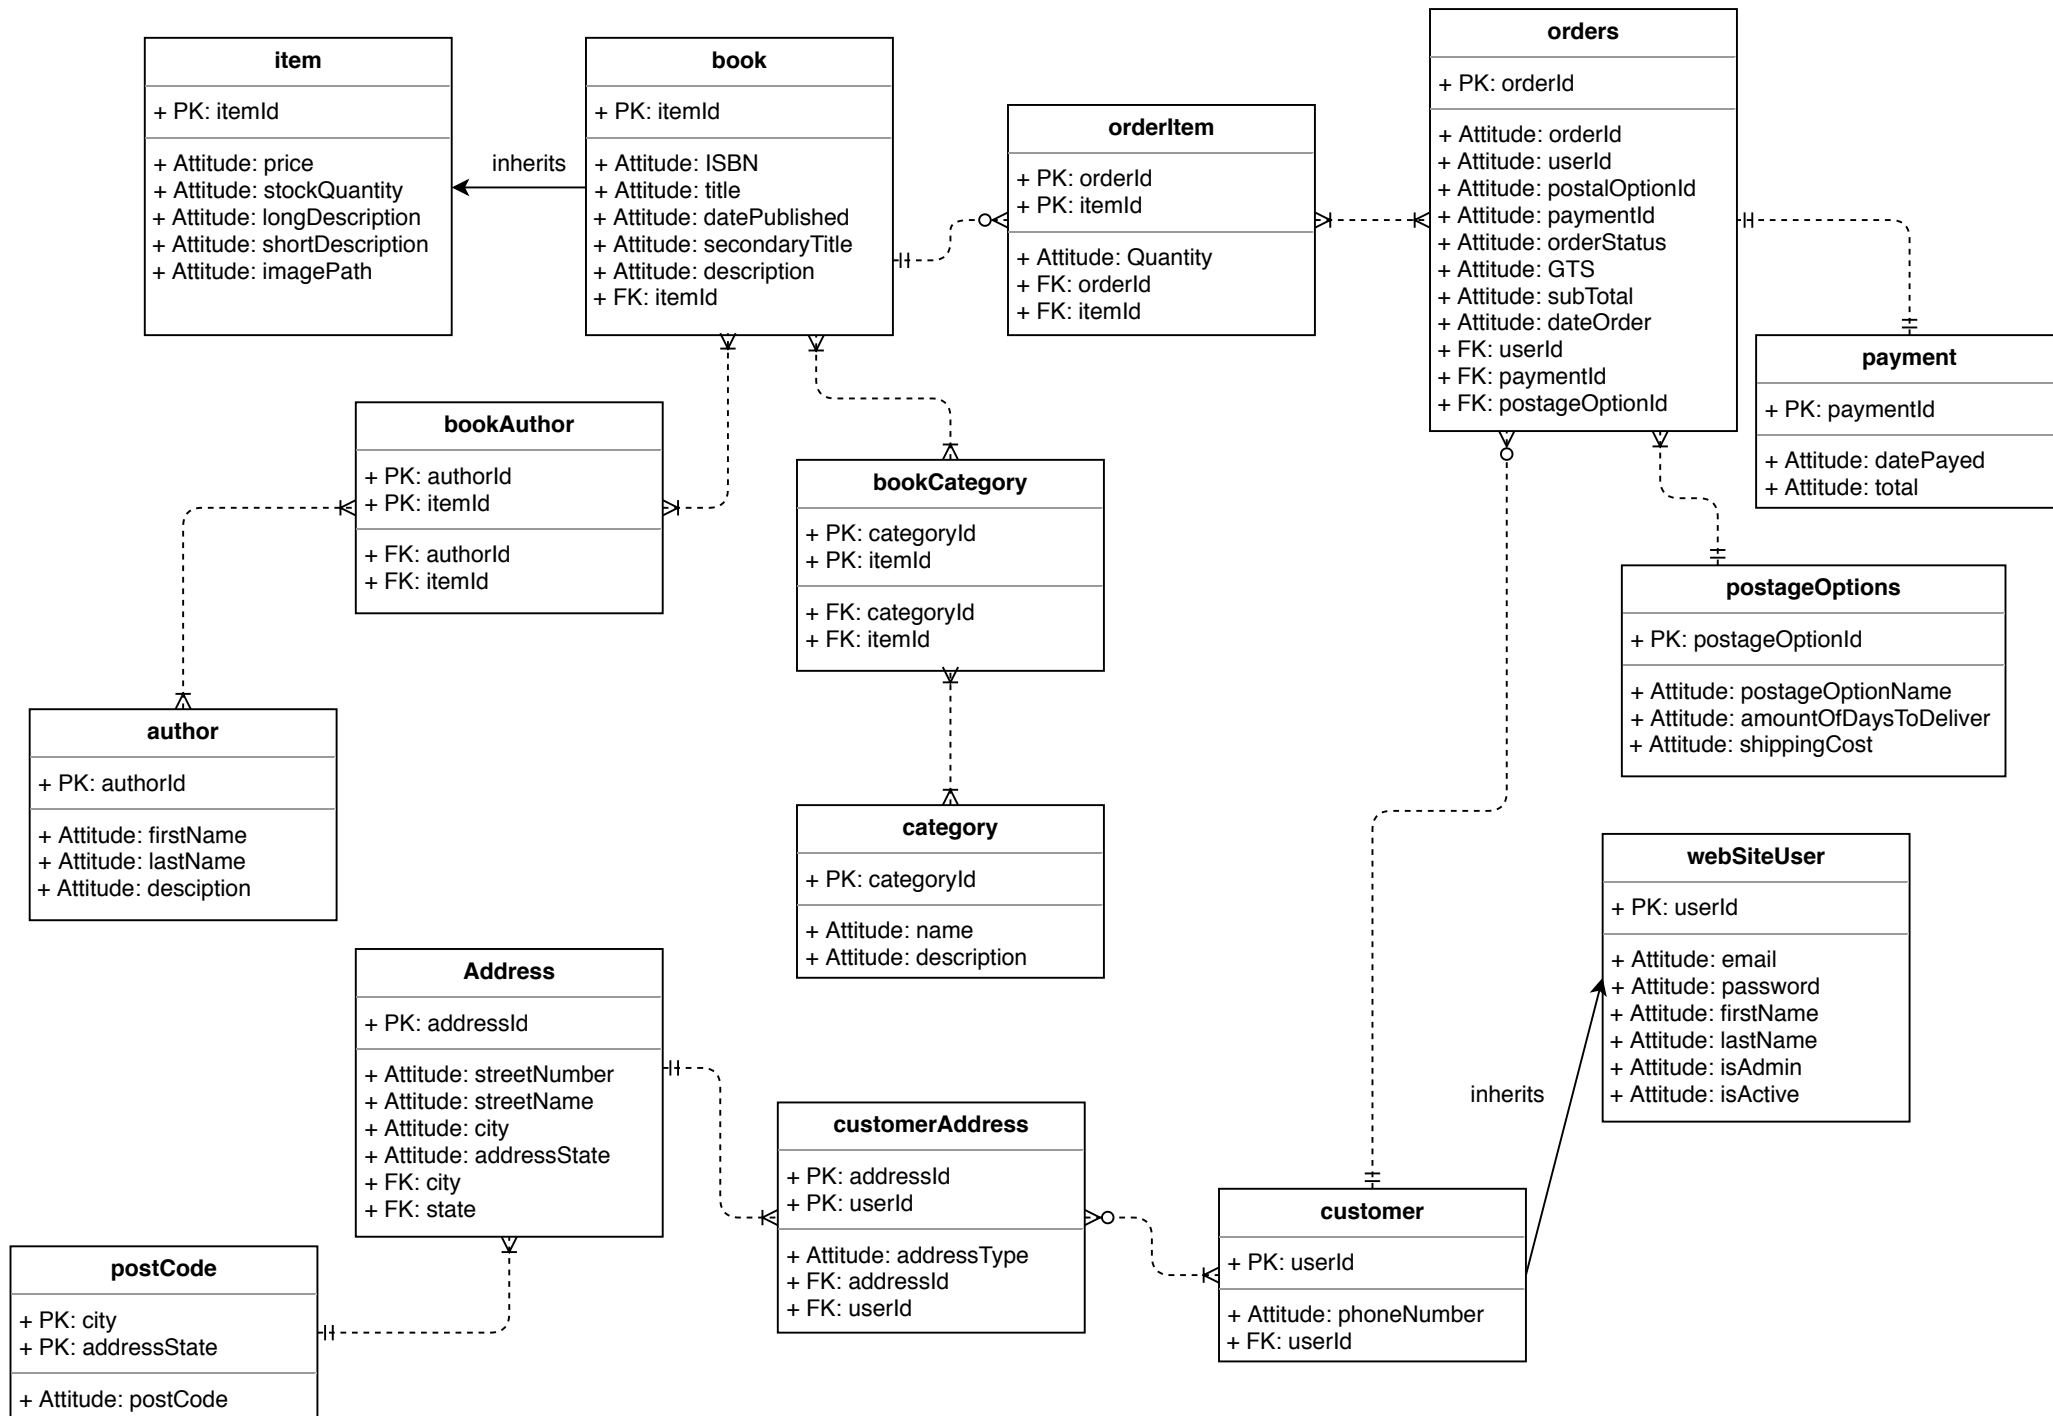 item
+ PK: itemId
+ Attitude: price
+ Attitude: stockQuantity
+ Attitude: longDescription
+ Attitude: shortDescription
+ Attitude: imagePath
inherits
book
+ PK: itemId
+ Attitude: ISBN
+ Attitude: title
+ Attitude: datePublished
+ Attitude: secondaryTitle
+ Attitude: description
+ FK: itemId
orderItem
+ PK: orderId
+ PK: itemId
+ Attitude: Quantity
+ FK: orderId
+ FK: itemId
orders
+ PK: orderId
+ Attitude: orderId
+ Attitude: userId
+ Attitude: postalOptionId
+ Attitude: paymentId
+ Attitude: orderStatus
+ Attitude: GTS
+ Attitude: subTotal
+ Attitude: dateOrder
+ FK: userId
+ FK: paymentId
+ FK: postageOptionId
payment
+ PK: paymentId
+ Attitude: datePayed
+ Attitude: total
bookAuthor
+ PK: authorId
+ PK: itemId
+ FK: authorId
+ FK: itemId
bookCategory
+ PK: categoryId
+ PK: itemId
+ FK: categoryId
+ FK: itemId
postageOptions
+ PK: postageOptionId
+ Attitude: postageOptionName
+ Attitude: amountOfDaysToDeliver
+ Attitude: shippingCost
author
+ PK: authorId
+ Attitude: firstName
+ Attitude: lastName
+ Attitude: desciption
category
+ PK: categoryId
+ Attitude: name
+ Attitude: description
webSiteUser
+ PK: userId
+ Attitude: email
+ Attitude: password
+ Attitude: firstName
+ Attitude: lastName
+ Attitude: isAdmin
+ Attitude: isActive
inherits
Address
+ PK: addressId
+ Attitude: streetNumber
+ Attitude: streetName
+ Attitude: city
+ Attitude: addressState
+ FK: city
+ FK: state
customerAddress
+ PK: addressId
+ PK: userId
+ Attitude: addressType
+ FK: addressId
+ FK: userId
customer
+ PK: userId
+ Attitude: phoneNumber
+ FK: userId
postCode
+ PK: city
+ PK: addressState
+ Attitude: postCode